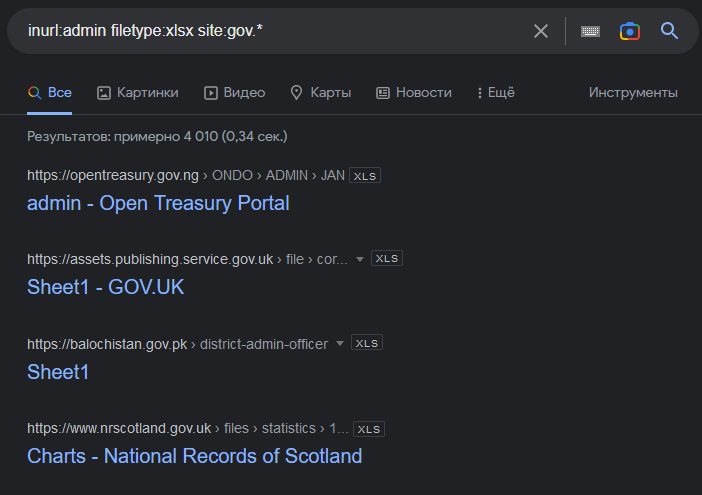 inurl:admin filetype:xlsx site:gov.*
Все Картинки Видео Карты Новости Ещё Инструменты
Результатов: примерно 4 010 (0,34 сек.)
https://opentreasury.gov.ng › ONDO › ADMIN › JAN XLS
admin - Open Treasury Portal
https://assets.publishing.service.gov.uk › file › cor... XLS
Sheet1 - GOV.UK
https://balochistan.gov.pk › district-admin-officer XLS
Sheet1
https://www.nrscotland.gov.uk › files › statistics › 1... XLS
Charts - National Records of Scotland